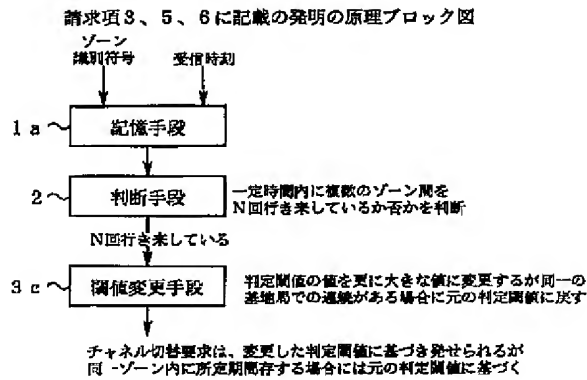 請求項3、5、6に記載の発明の原理ブロック図
ゾーン
識別符号
受信時刻
1a
記憶手段
2
判断手段
一定時間内に複数のゾーン間を
N回行き来しているか否かを判断
N回行き来している
3c
閾値変更手段
判定閾値の値を更に大きな値に変更するが同一の
基地局での連続がある場合に元の判定閾値に戻す
チャネル切替要求は、変更した判定閾値に基づき発せられるが
同一ゾーン内に所定期間存する場合には元の判定閾値に基づく